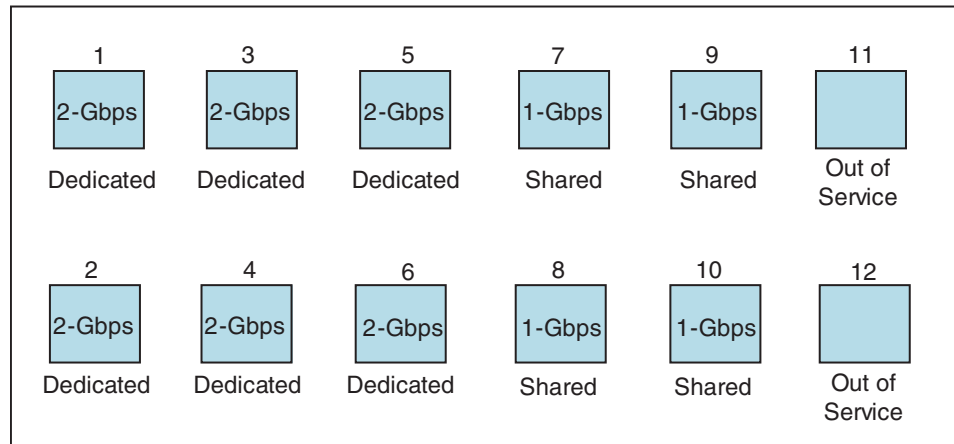 1 3 5 7 9 11
2-Gbps 2-Gbps 2-Gbps 1-Gbps 1-Gbps
Dedicated Dedicated Dedicated Shared Shared Out of
Service
2 4 6 8 10 12
2-Gbps 2-Gbps 2-Gbps 1-Gbps 1-Gbps
Dedicated Dedicated Dedicated Shared Shared Out of
Service